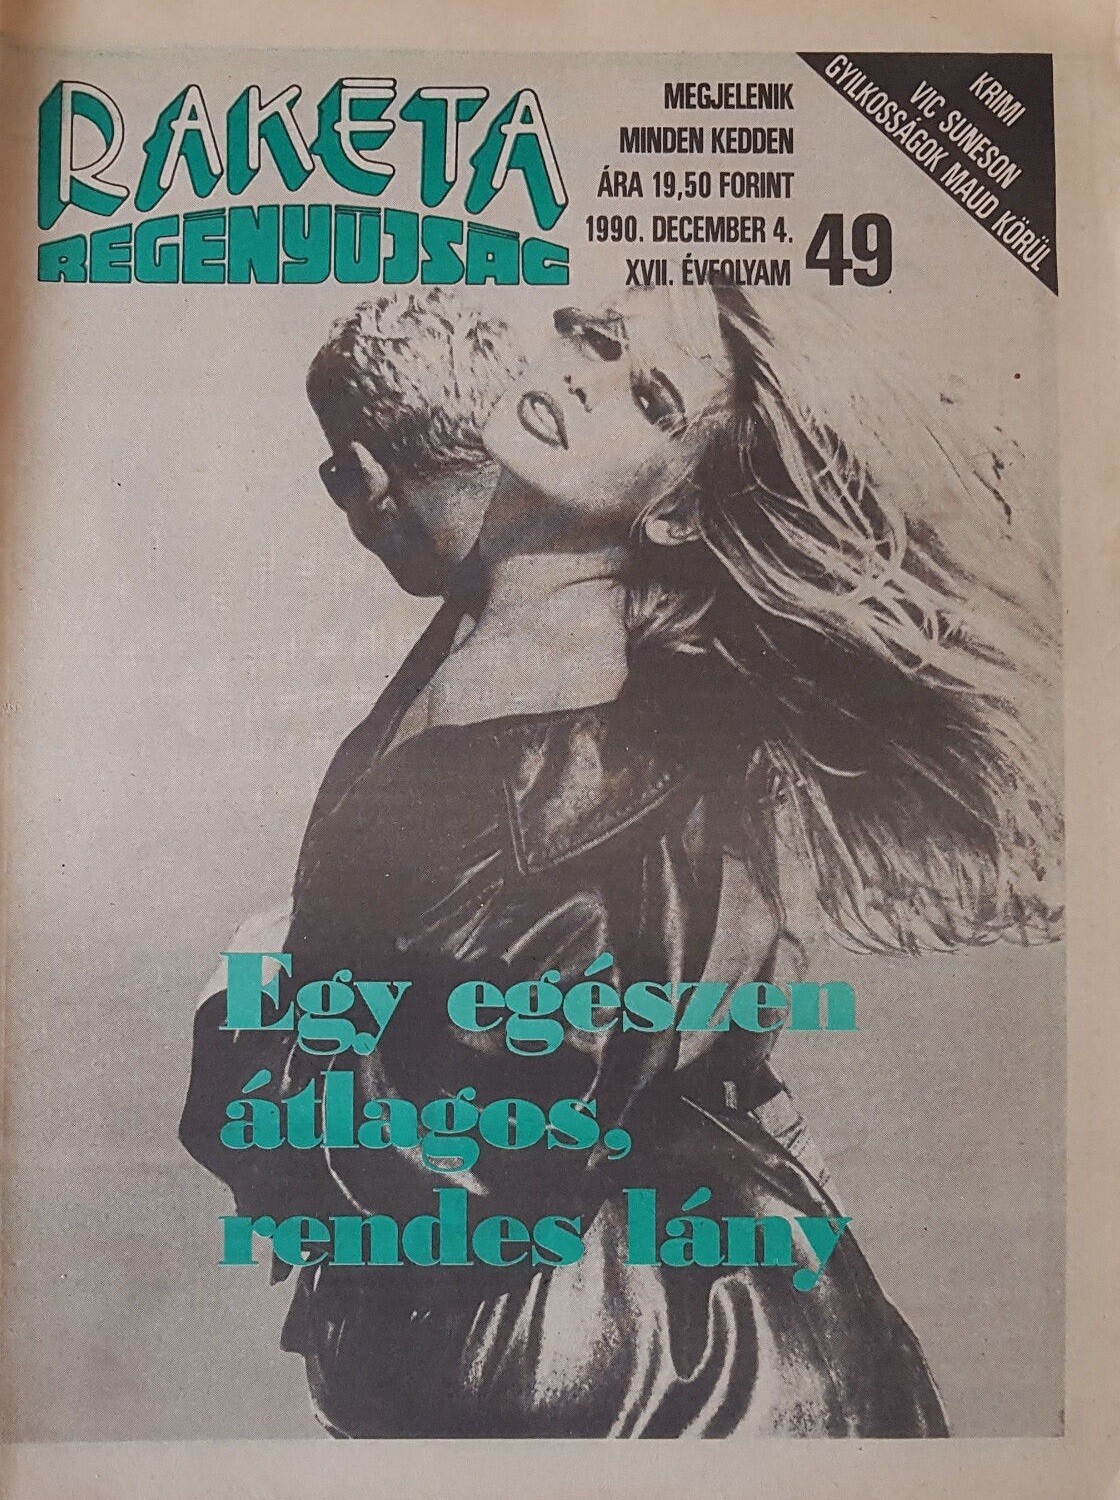 RAKÉTA
REGÉNYÚJSÁG
MEGJELENIK
MINDEN KEDDEN
ÁRA 19,50 FORINT
1990. DECEMBER 4.
XVII. ÉVFOLYAM
49
KRIMI
VIC SUNESON
GYILKOSSÁGOK MAUD KÖRÜL
Egy egészen
átlagos,
rendes lány